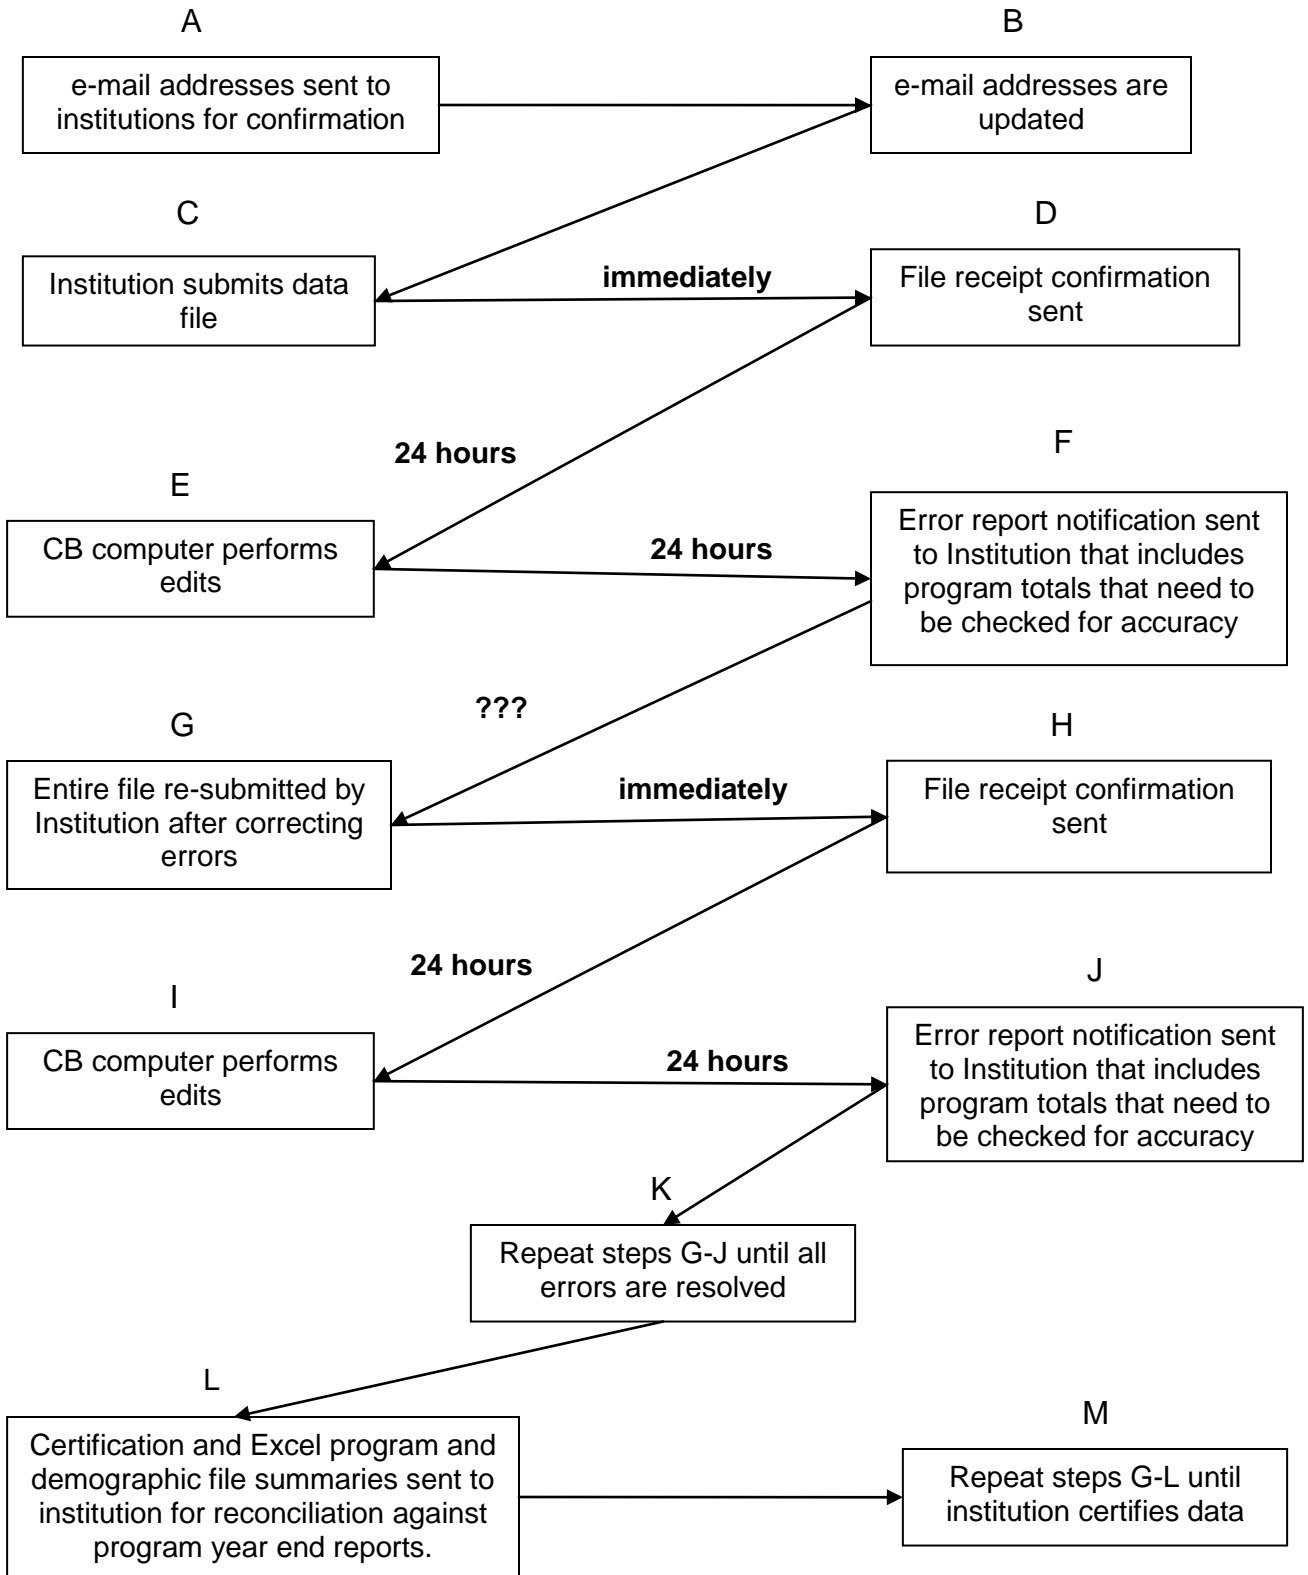 A
B
e-mail addresses sent to
institutions for confirmation
e-mail addresses are
updated
C
D
Institution submits data
file
immediately
File receipt confirmation
sent
24 hours
E
F
CB computer performs
edits
24 hours
Error report notification sent
to Institution that includes
program totals that need to
be checked for accuracy
???
G
H
Entire file re-submitted by
Institution after correcting
errors
immediately
File receipt confirmation
sent
24 hours
I
J
CB computer performs
edits
24 hours
Error report notification sent
to Institution that includes
program totals that need to
be checked for accuracy
K
Repeat steps G-J until all
errors are resolved
L
M
Certification and Excel program and
demographic file summaries sent to
institution for reconciliation against
program year end reports.
Repeat steps G-L until
institution certifies data